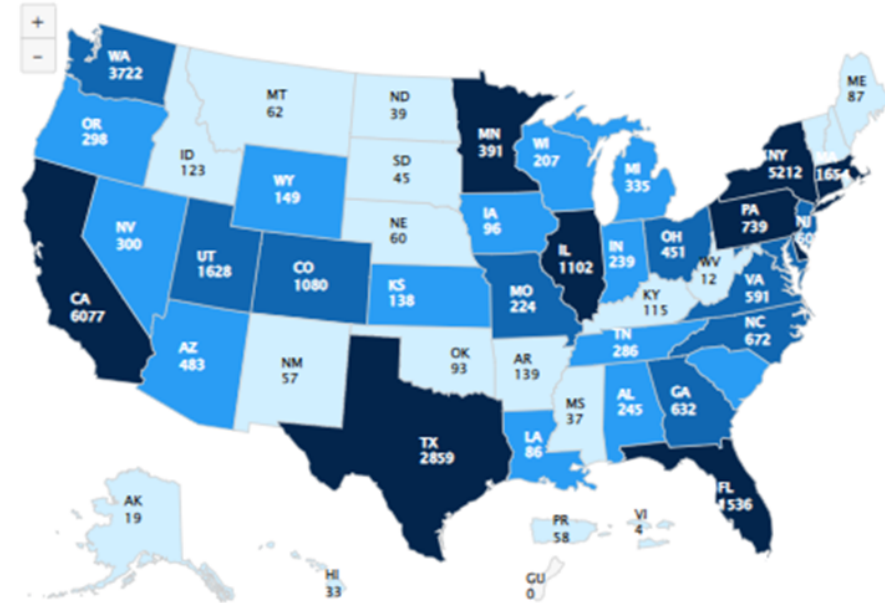 +
−
WA
3722
OR
298
CA
6077
NV
300
ID
123
MT
62
WY
149
UT
1628
CO
1080
AZ
483
NM
57
ND
39
SD
45
NE
60
KS
138
OK
93
TX
2859
MN
391
IA
96
MO
224
AR
139
LA
86
WI
207
IL
1102
MI
335
IN
239
OH
451
KY
115
TN
286
MS
37
AL
245
GA
632
FL
1536
WV
12
VA
591
NC
672
PA
739
NY
5212
NJ
MA
1654
ME
87
AK
19
HI
33
PR
58
VI
4
GU
0